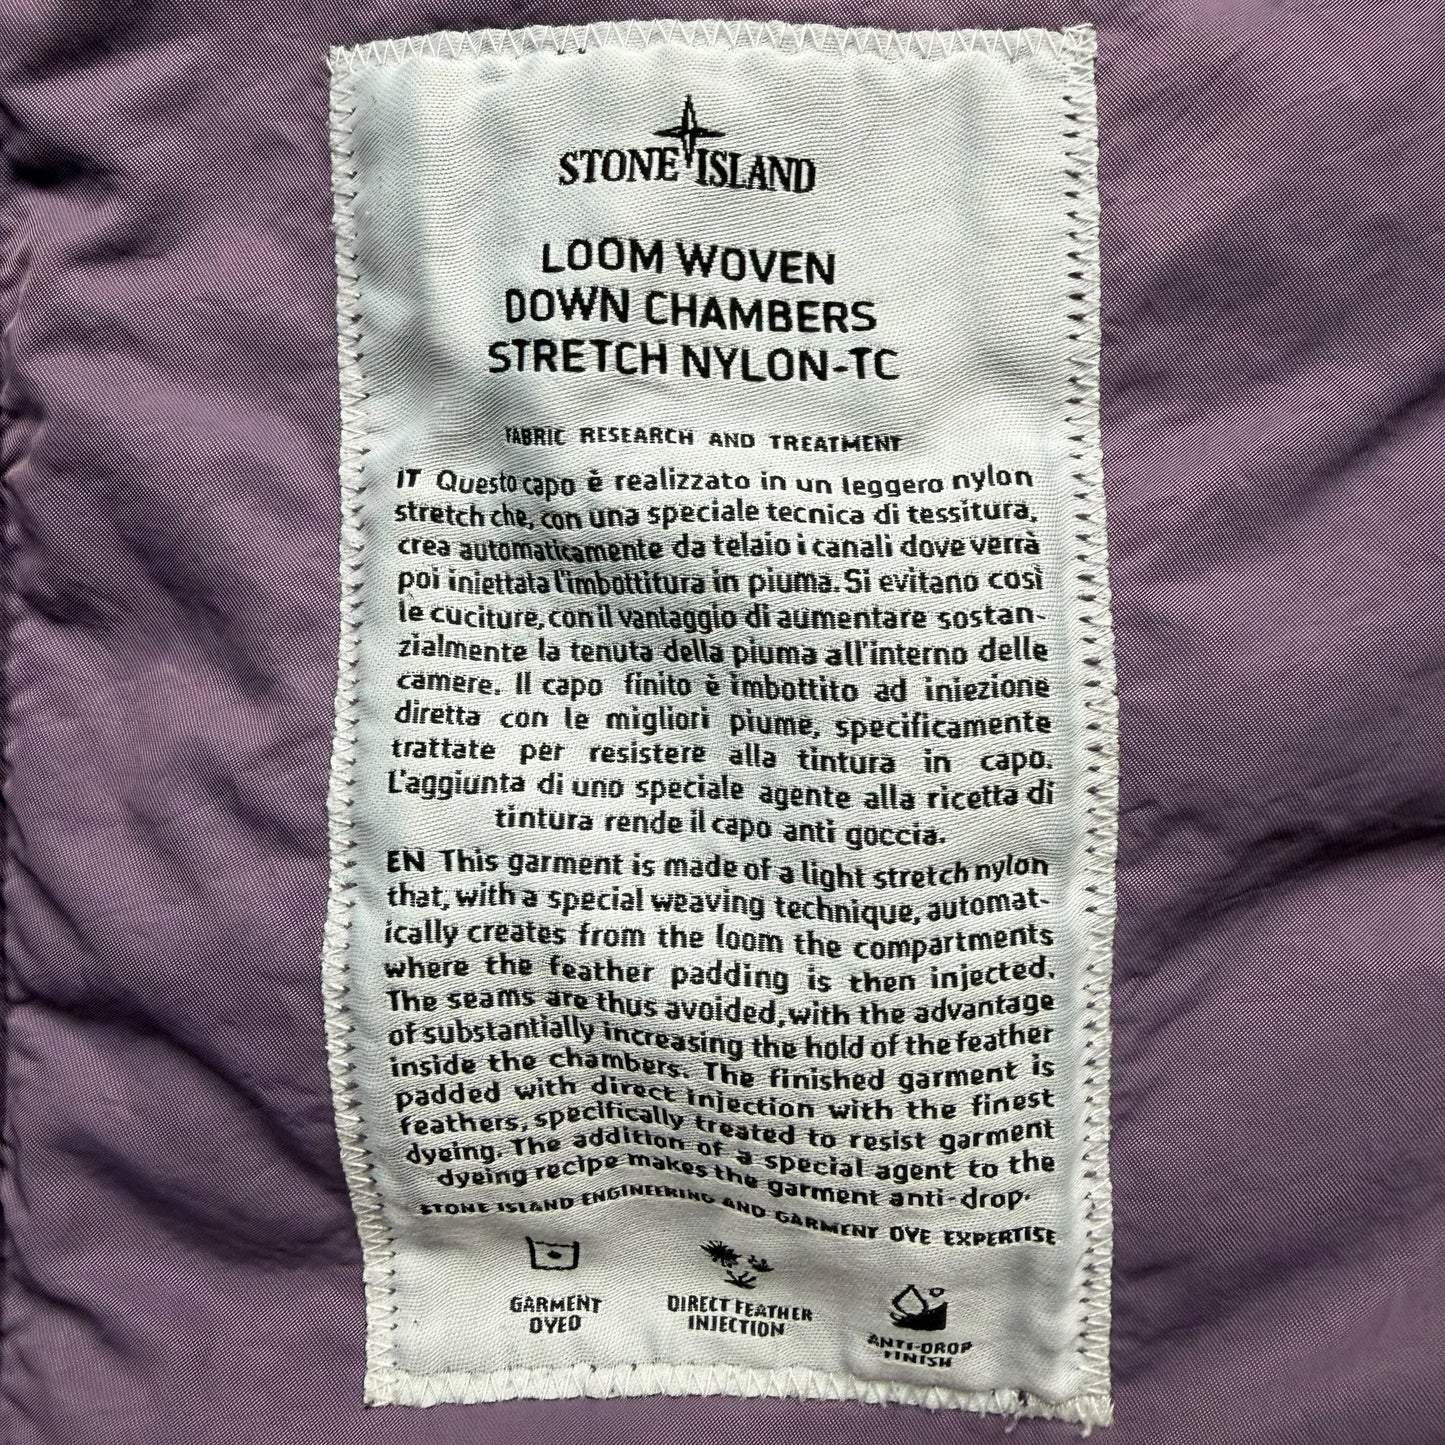 STONE ISLAND
LOOM WOVEN
DOWN CHAMBERS
STRETCH NYLON-TC
FABRIC RESEARCH AND TREATMENT
IT Questo capo è realizzato in un leggero nylon
stretch che, con una speciale tecnica di tessitura,
crea automaticamente da telaio i canali dove verrà
poi iniettata l'imbottitura in piuma. Si evitano così
le cuciture, con il vantaggio di aumentare sostan-
zialmente la tenuta della piuma all'interno delle
camere. Il capo finito è imbottito ad iniezione
diretta con le migliori piume, specificamente
trattate per resistere alla tintura in capo.
L'aggiunta di uno speciale agente alla ricetta di
tintura rende il capo anti goccia.
EN This garment is made of a light stretch nylon
that, with a special weaving technique, automat-
ically creates from the loom the compartments
where the feather padding is then injected.
The seams are thus avoided, with the advantage
of substantially increasing the hold of the feather
inside the chambers. The finished garment is
padded with direct injection with the finest
feathers, specifically treated to resist garment
dyeing. The addition of a special agent to the
dyeing recipe makes the garment anti-drop.
STONE ISLAND ENGINEERING AND GARMENT DYE EXPERTISE
GARMENT
DYED
DIRECT FEATHER
INJECTION
ANTI-DROP
FINISH